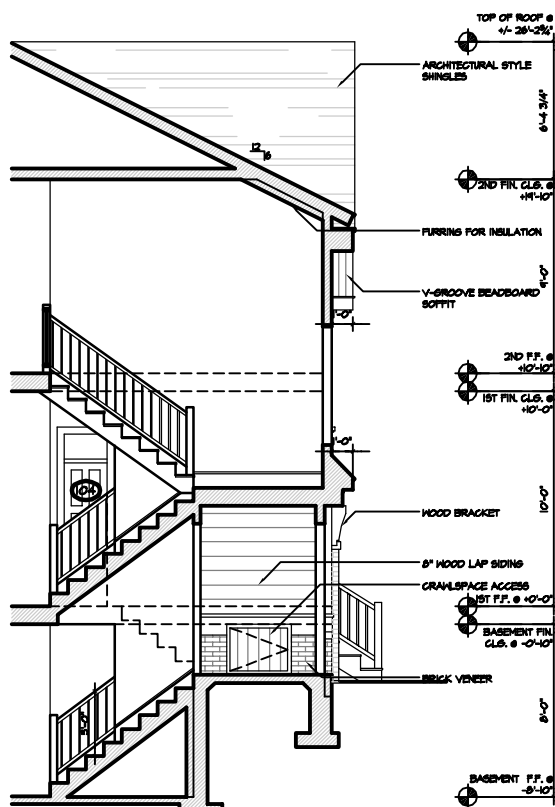 TOP OF ROOF @
+/- 26'-2¾"
ARCHITECTURAL STYLE
SHINGLES
6'-4 3/4"
12
6
2ND FIN. CLG. @
+19'-10"
FURRING FOR INSULATION
9'-0"
V-GROOVE BEADBOARD
SOFFIT
1'-0"
2ND F.F. @
+10'-10"
1ST FIN. CLG. @
+10'-0"
1'-0"
104
10'-0"
WOOD BRACKET
8" WOOD LAP SIDING
CRAWLSPACE ACCESS
1ST F.F. @ +0'-0"
BASEMENT FIN.
CLG. @ -0'-10"
BRICK VENEER
8'-0"
BASEMENT F.F. @
-8'-10"